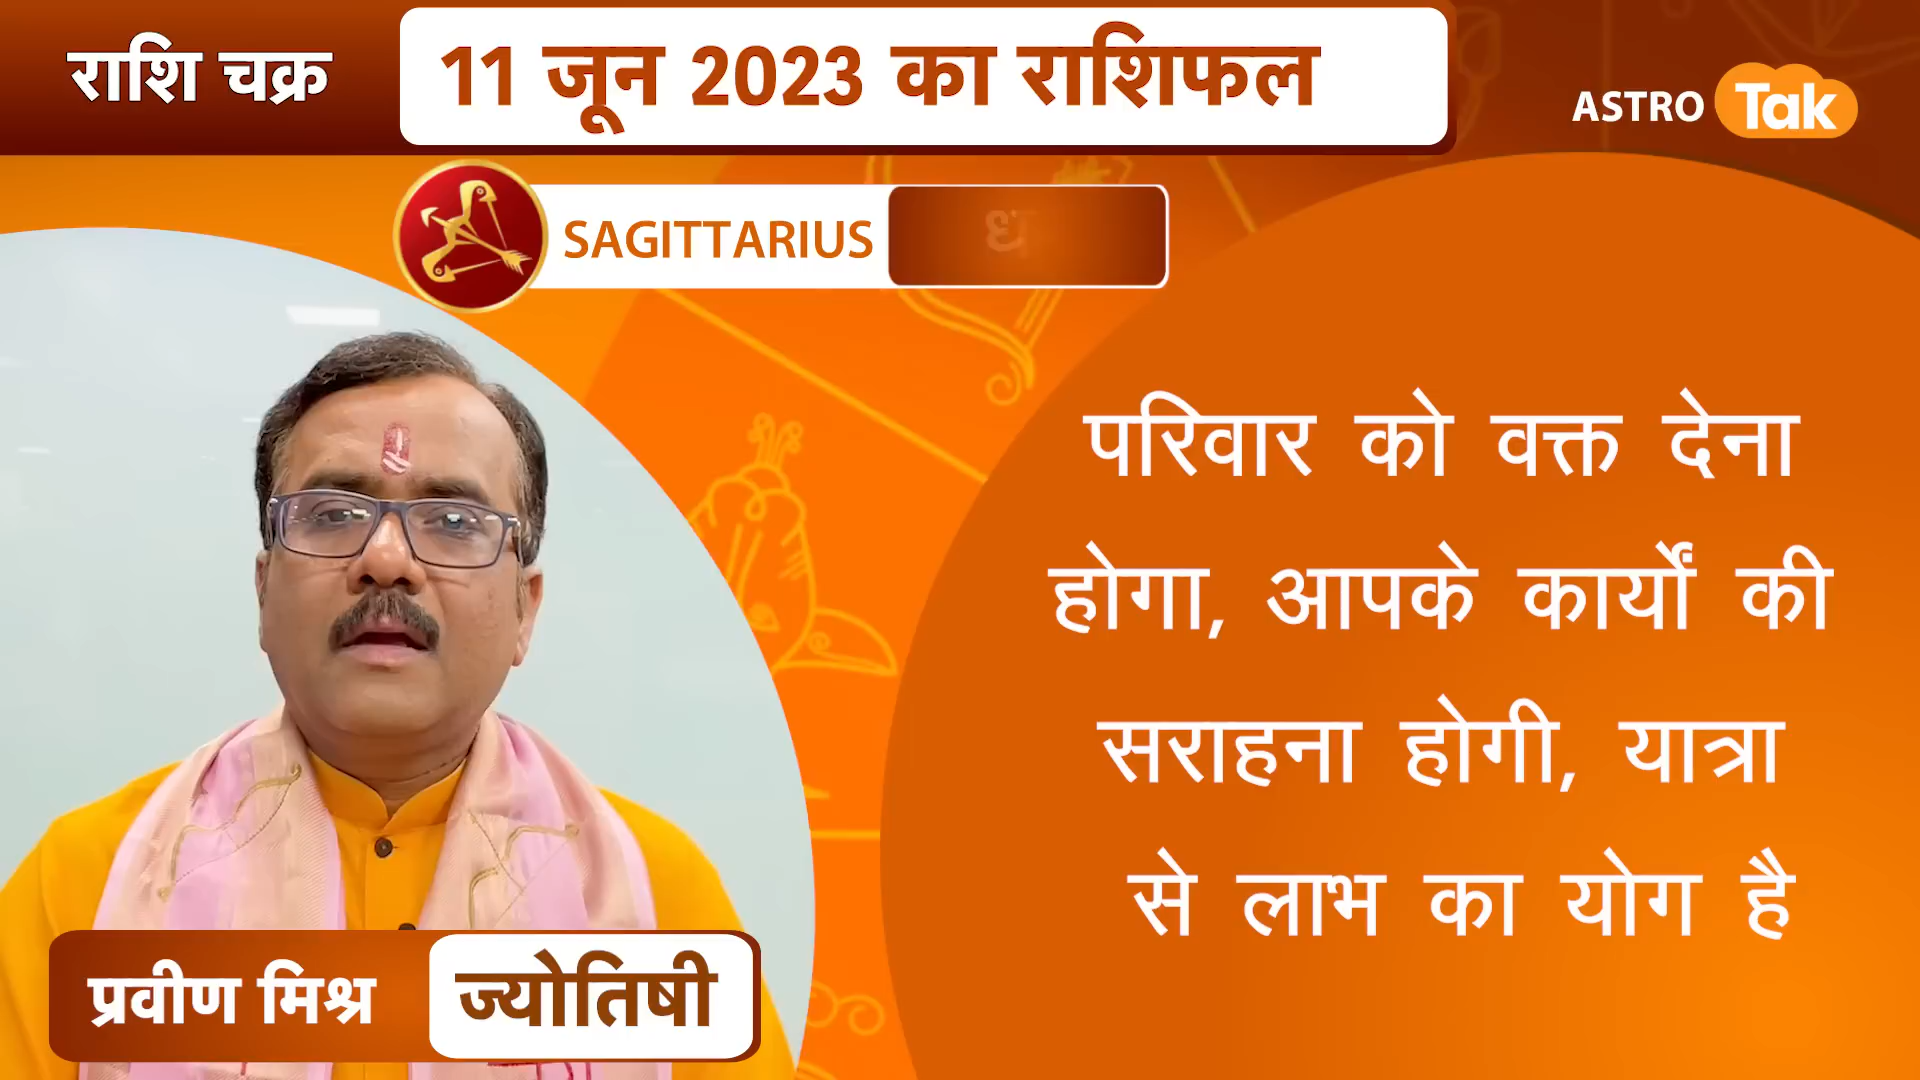 राशि चक्र
11 जून 2023 का राशिफल
ASTRO Tak
SAGITTARIUS
परिवार को वक्त देना
होगा, आपके कार्यों की
सराहना होगी, यात्रा
से लाभ का योग है
प्रवीण मिश्र
ज्योतिषी